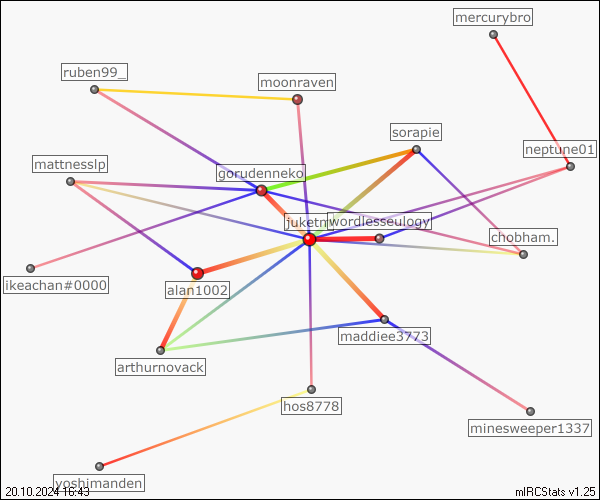 mercurybro
ruben99_
moonraven
sorapie
neptune01
mattnesslp
gorudenneko
wordlesseulogy
chobham.
ikeachan#0000
alan1002
maddiee3773
arthurnovack
hos8778
minesweeper1337
yoshimanden
20.10.2024 16:43
mIRCStats v1.25